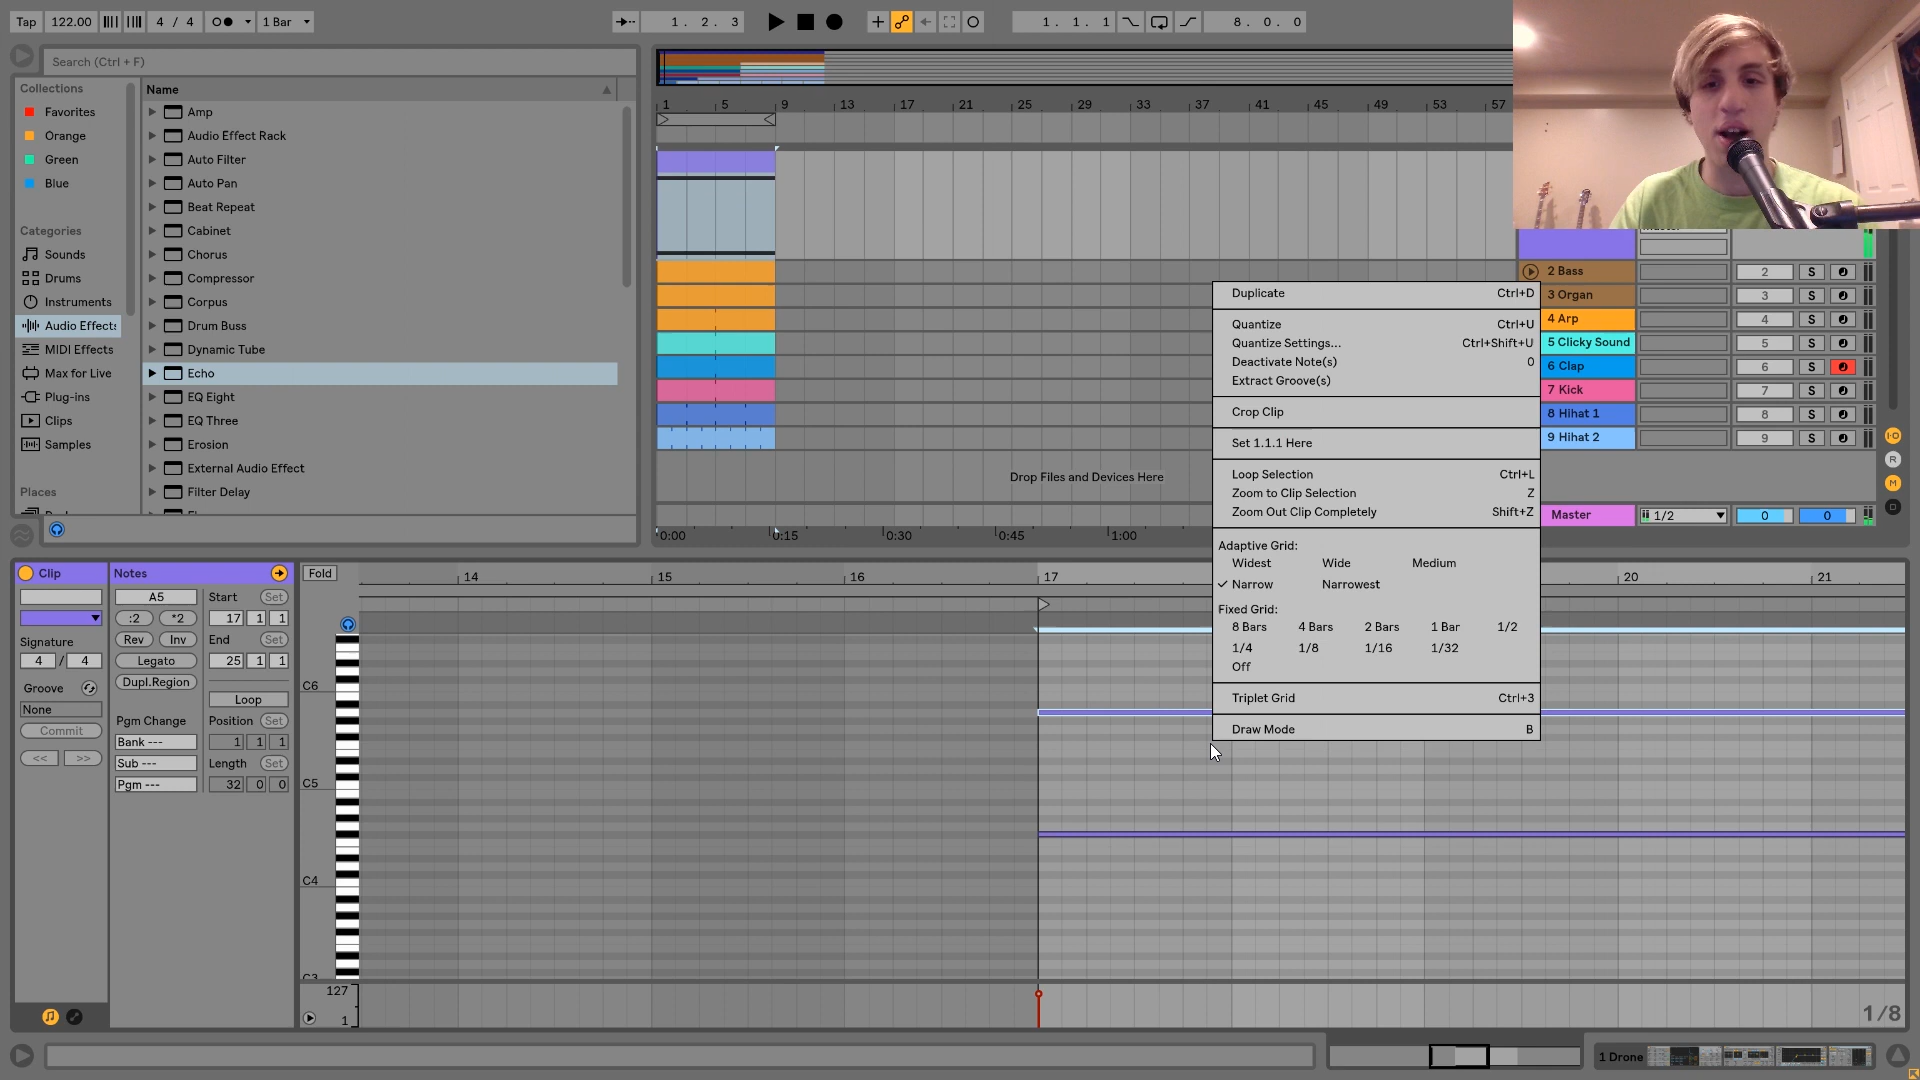 Tap 122.00 4 / 4 1 Bar 1. 2. 3 1. 1. 1 8. 0. 0
Search (Ctrl + F)
Collections
Favorites
Orange
Green
Blue
Categories
Sounds
Drums
Instruments
Audio Effects
MIDI Effects
Max for Live
Plug-ins
Clips
Samples
Places
Name
Amp
Audio Effect Rack
Auto Filter
Auto Pan
Beat Repeat
Cabinet
Chorus
Compressor
Corpus
Drum Buss
Dynamic Tube
Echo
EQ Eight
EQ Three
Erosion
External Audio Effect
Filter Delay
1 5 9 13 17 21 25 29 33 37 41 45 49 53 57
Drop Files and Devices Here
0:00 0:15 0:30 0:45 1:00
2 Bass 2 S
3 Organ 3 S
4 Arp 4 S
5 Clicky Sound 5 S
6 Clap 6 S
7 Kick 7 S
8 Hihat 1 8 S
9 Hihat 2 9 S
Master 1/2 0 0
I·O
R
M
D
Duplicate Ctrl+D
Quantize Ctrl+U
Quantize Settings... Ctrl+Shift+U
Deactivate Note(s) 0
Extract Groove(s)
Crop Clip
Set 1.1.1 Here
Loop Selection Ctrl+L
Zoom to Clip Selection Z
Zoom Out Clip Completely Shift+Z
Adaptive Grid:
Widest Wide Medium
Narrow Narrowest
Fixed Grid:
8 Bars 4 Bars 2 Bars 1 Bar 1/2
1/4 1/8 1/16 1/32
Off
Triplet Grid Ctrl+3
Draw Mode B
Clip
Signature
4 / 4
Groove
None
Commit
<< >>
Notes
A5
:2 *2
Rev Inv
Legato
Dupl.Region
Pgm Change
Bank ---
Sub ---
Pgm ---
Start Set
17 1 1
End Set
25 1 1
Loop
Position Set
1 1 1
Length Set
32 0 0
Fold
14 15 16 17 20 21
C6
C5
C4
C3
127
1
1/8
1 Drone